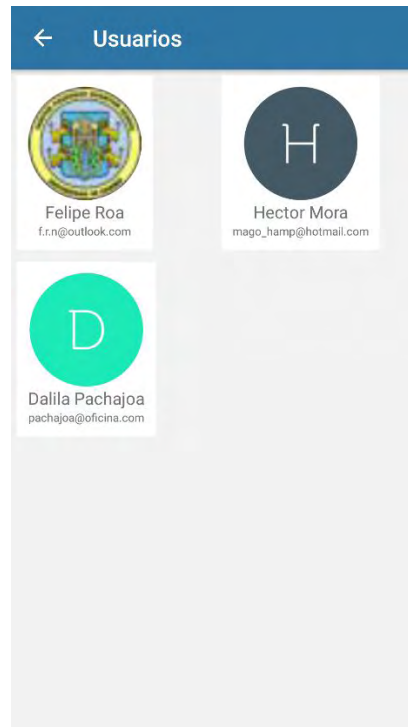 Usuarios
H
Felipe Roa
f.r.n@outlook.com
Hector Mora
mago_hamp@hotmail.com
D
Dalila Pachajoa
pachajoa@oficina.com